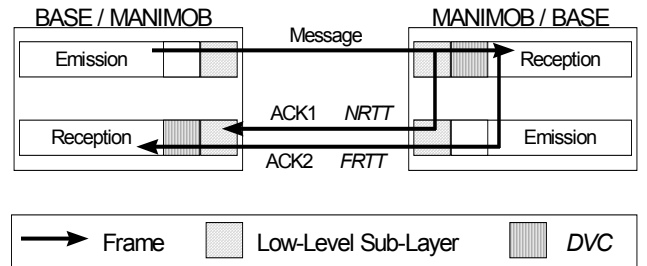 BASE / MANIMOB
MANIMOB / BASE
Message
Emission
Reception
ACK1 NRTT
Reception
Emission
ACK2 FRTT
Frame
Low-Level Sub-Layer
DVC